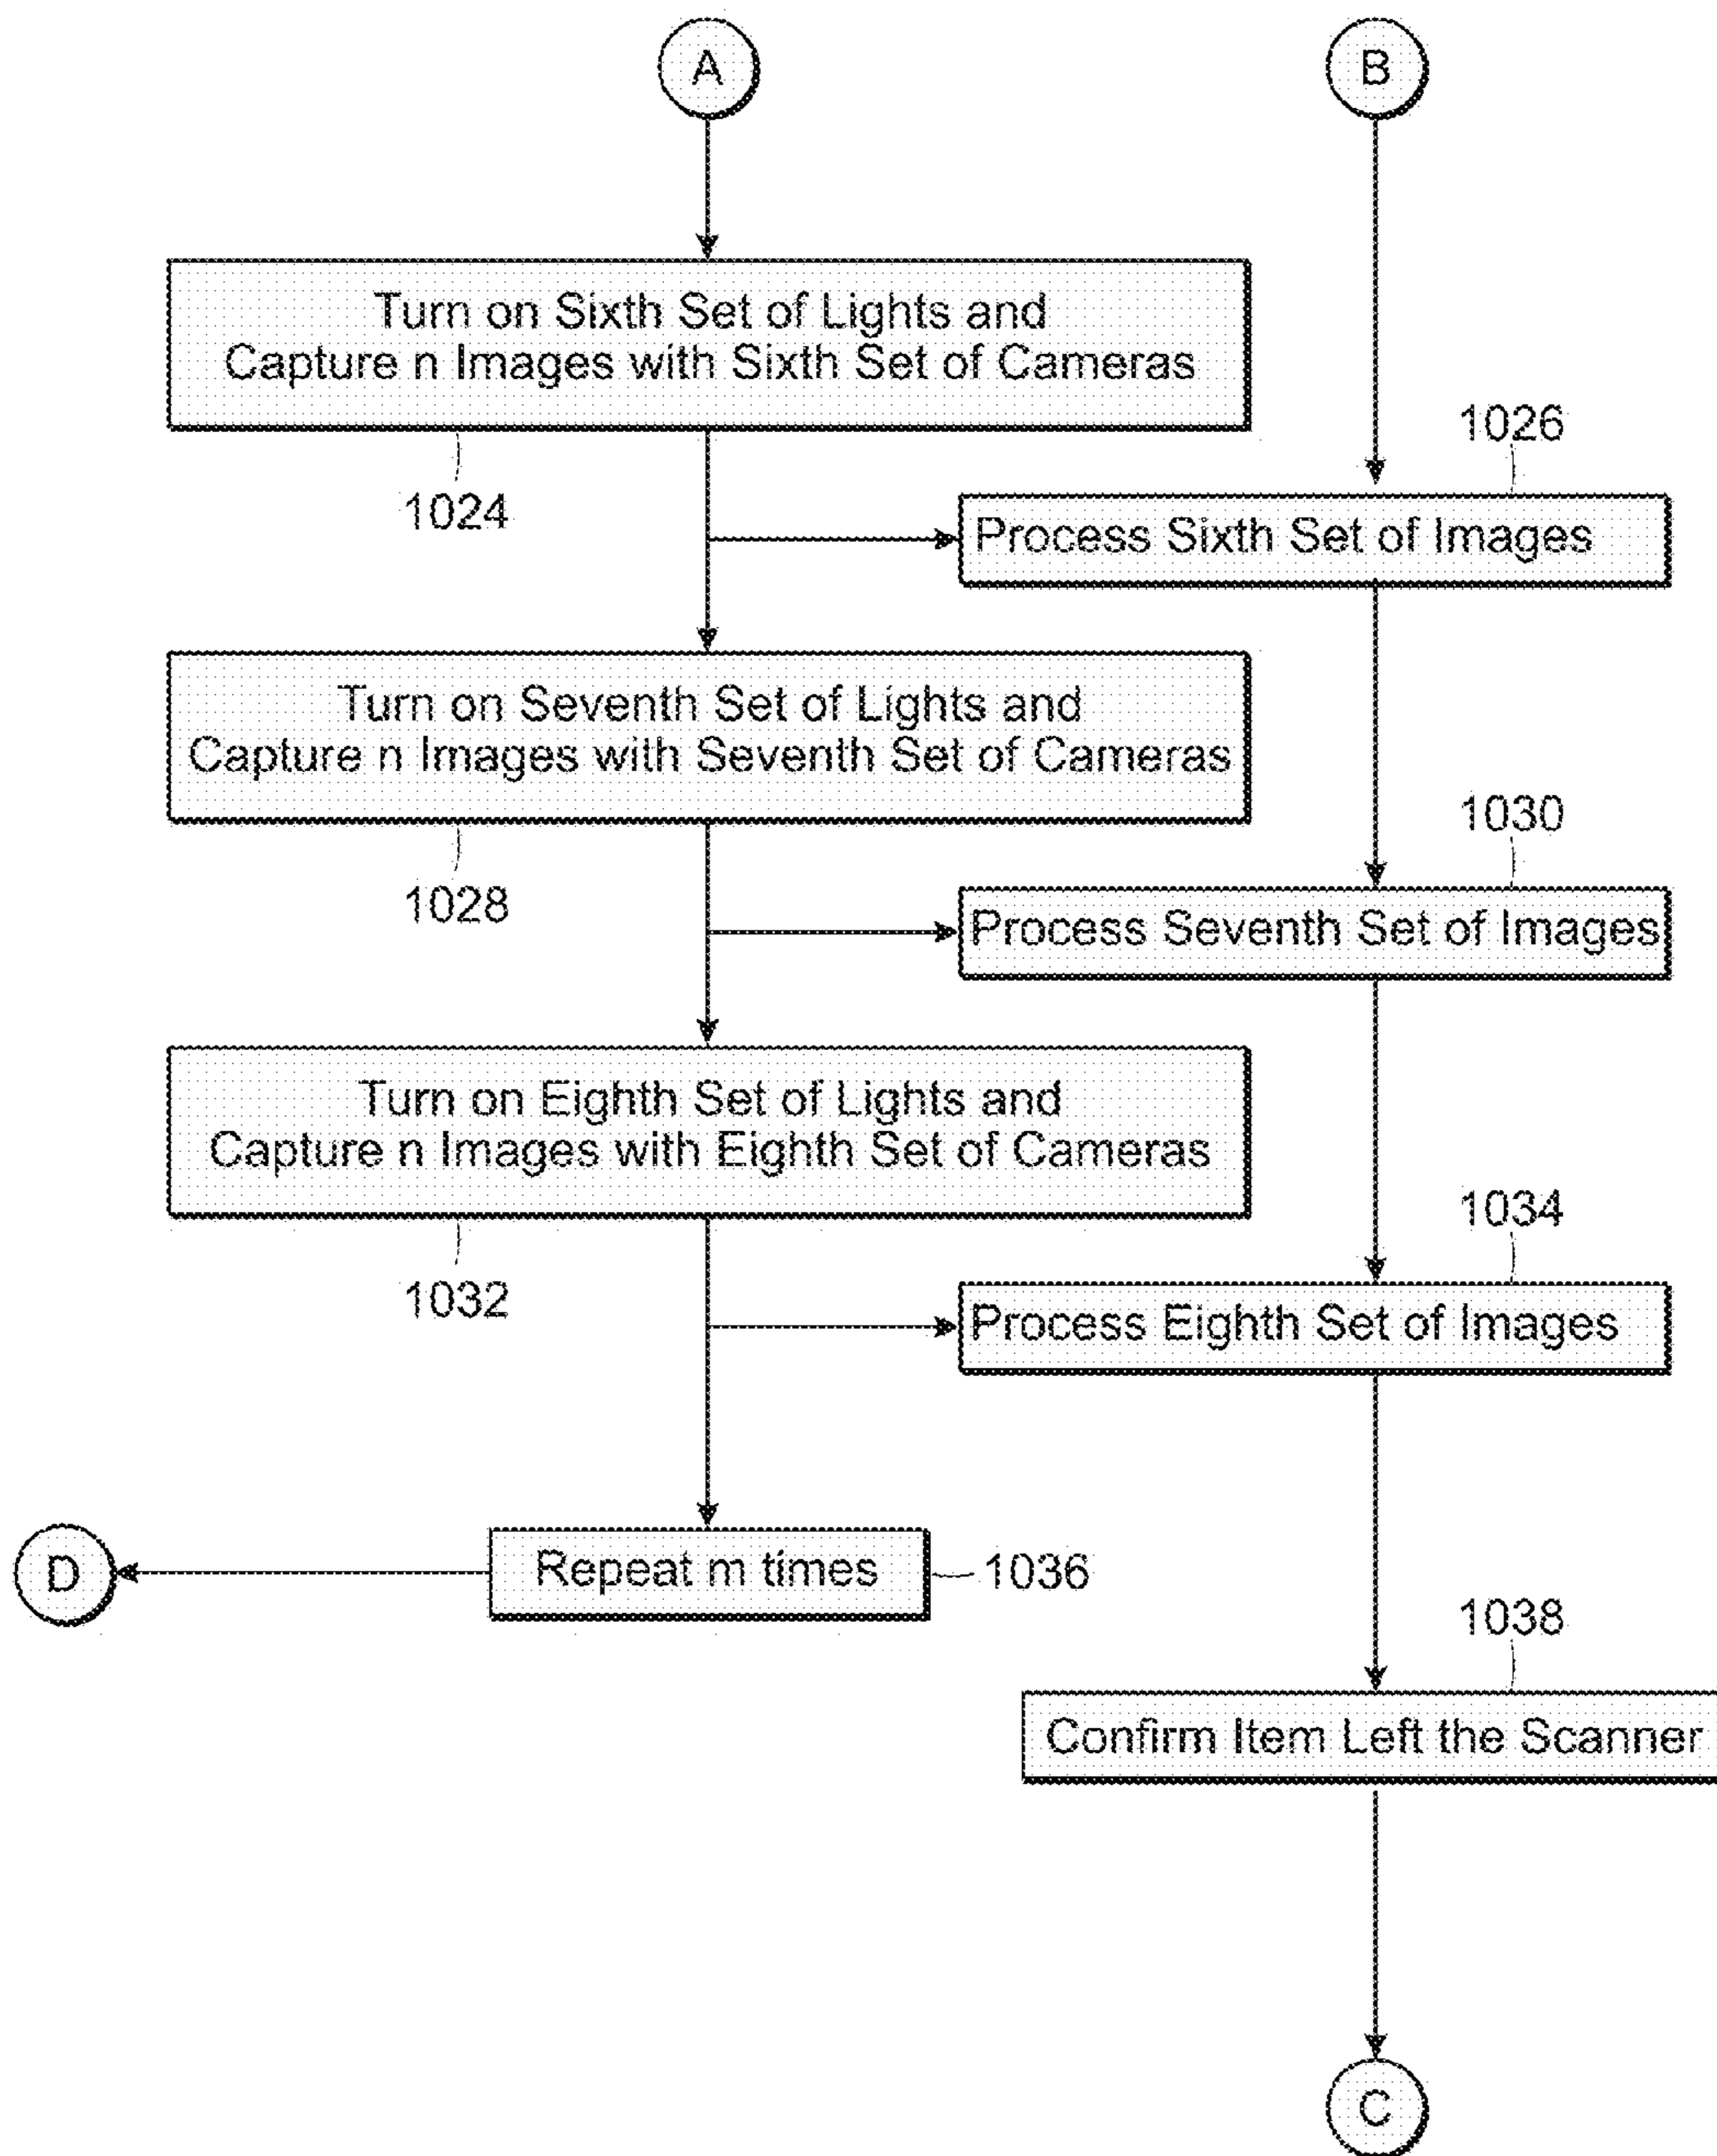 A
B
Turn on Sixth Set of Lights and
Capture n Images with Sixth Set of Cameras
1024
1026
Process Sixth Set of Images
Turn on Seventh Set of Lights and
Capture n Images with Seventh Set of Cameras
1028
1030
Process Seventh Set of Images
Turn on Eighth Set of Lights and
Capture n Images with Eighth Set of Cameras
1032
1034
Process Eighth Set of Images
D
Repeat m times
1036
1038
Confirm Item Left the Scanner
C